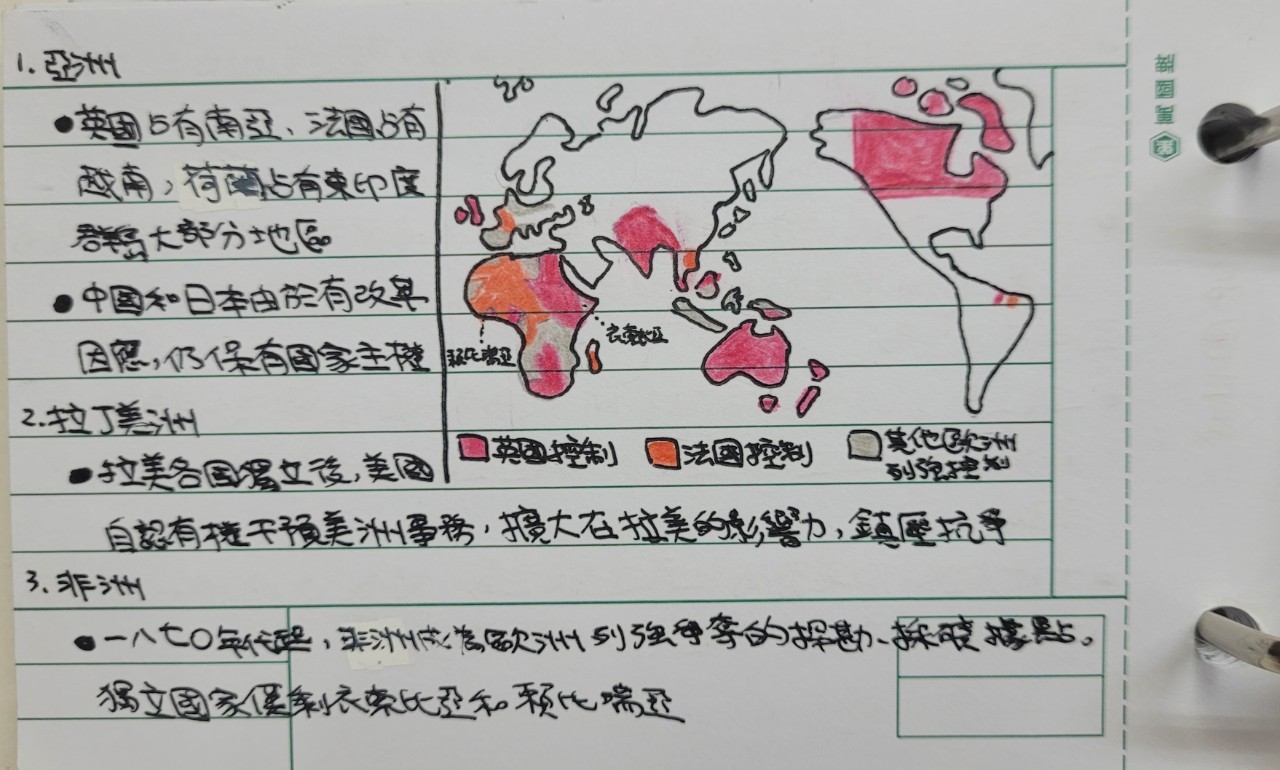 1. 亞洲
•英國占有南亞、法國占有
越南，荷蘭占有東印度
群島大部分地區
•中國和日本由於有改革
因應，仍保有國家主權
2. 拉丁美洲
•拉美各國獨立後，美國
自認有權干預美洲事務，擴大在拉美的影響力，鎮壓抗爭
3. 非洲
•一八七〇年代起，非洲成為歐洲列強爭奪的探勘、採礦據點。
獨立國家僅剩衣索比亞和賴比瑞亞
賴比瑞亞
衣索比亞
英國控制
法國控制
其他歐洲
列強控制